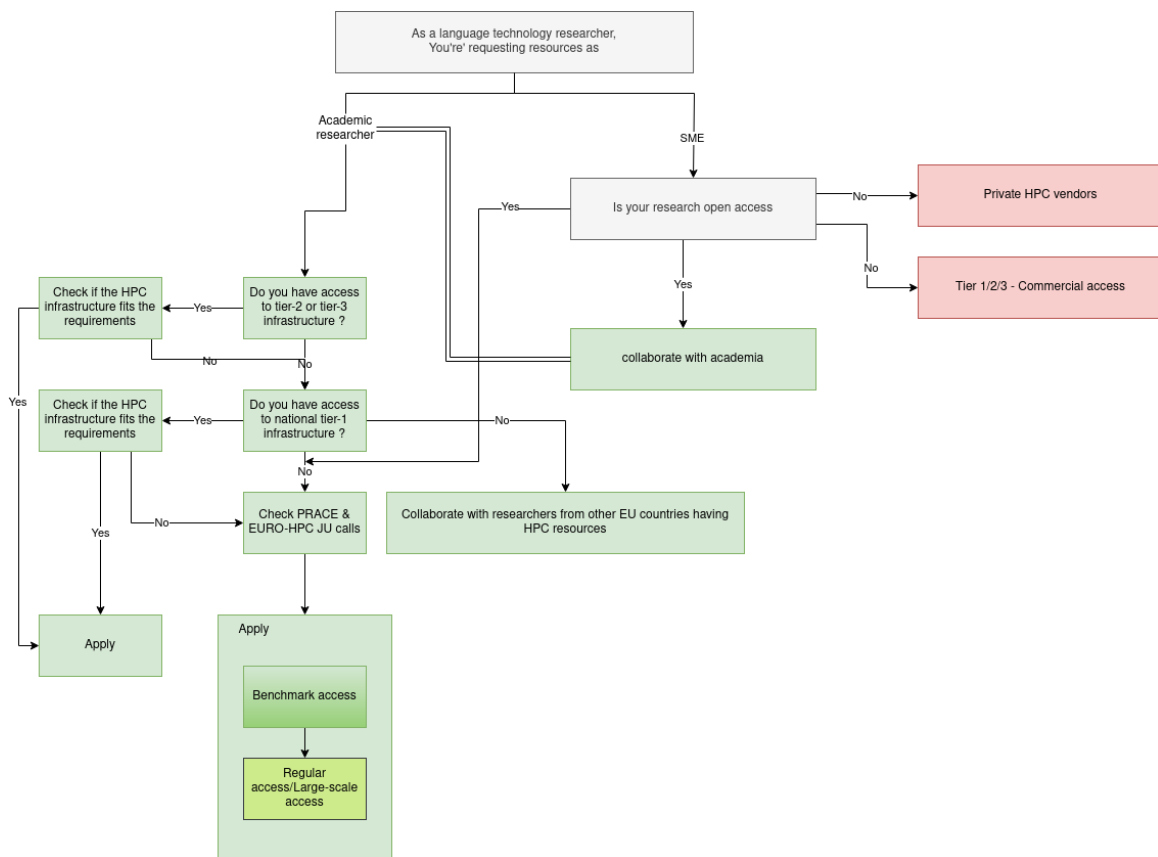 As a language technology researcher,
You're' requesting resources as
Academic
researcher
SME
Is your research open access
No
Private HPC vendors
Yes
No
Tier 1/2/3 - Commercial access
Yes
Check if the HPC
infrastructure fits the
requirements
Yes
Do you have access
to tier-2 or tier-3
infrastructure ?
collaborate with academia
No
No
Yes
Check if the HPC
infrastructure fits the
requirements
Yes
Do you have access
to national tier-1
infrastructure ?
No
No
Check PRACE &
EURO-HPC JU calls
Collaborate with researchers from other EU countries having
HPC resources
No
Yes
Apply
Apply
Benchmark access
Regular
access/Large-scale
access